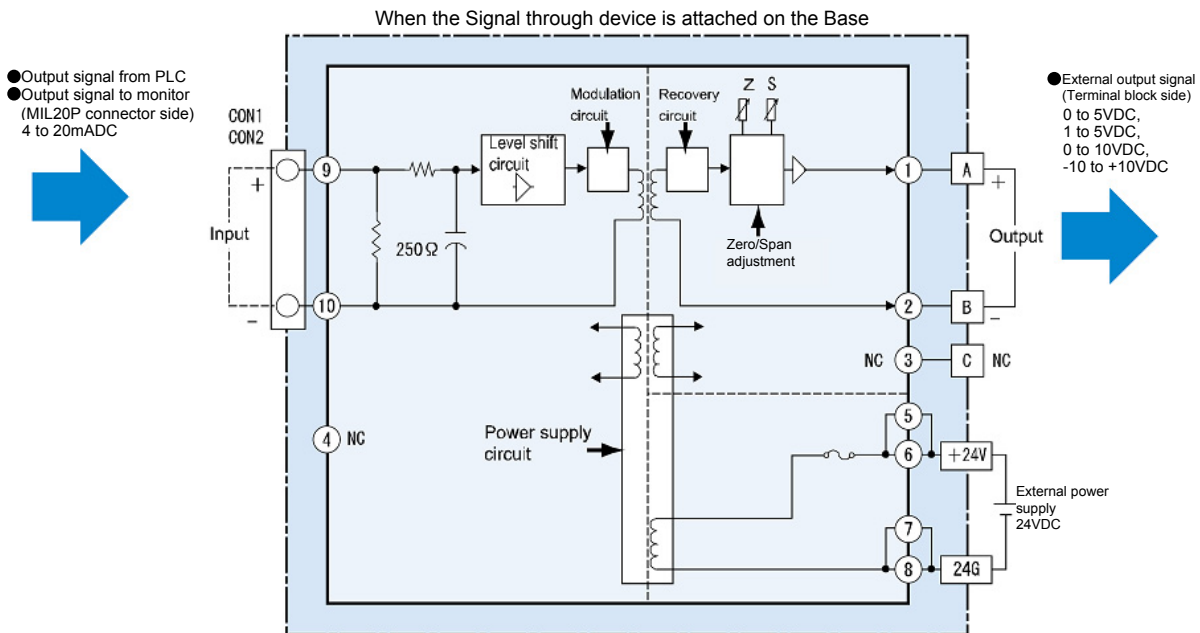 When the Signal through device is attached on the Base
●Output signal from PLC
●Output signal to monitor
(MIL20P connector side)
4 to 20mADC
CON1
CON2
Input
+
-
9
10
250Ω
Level shift
circuit
Modulation
circuit
Recovery
circuit
Z S
Zero/Span
adjustment
1
A
+
Output
2
B
-
NC 3 C NC
4 NC
Power supply
circuit
5
6
+24V
7
8
24G
External power
supply
24VDC
●External output signal
(Terminal block side)
0 to 5VDC,
1 to 5VDC,
0 to 10VDC,
-10 to +10VDC